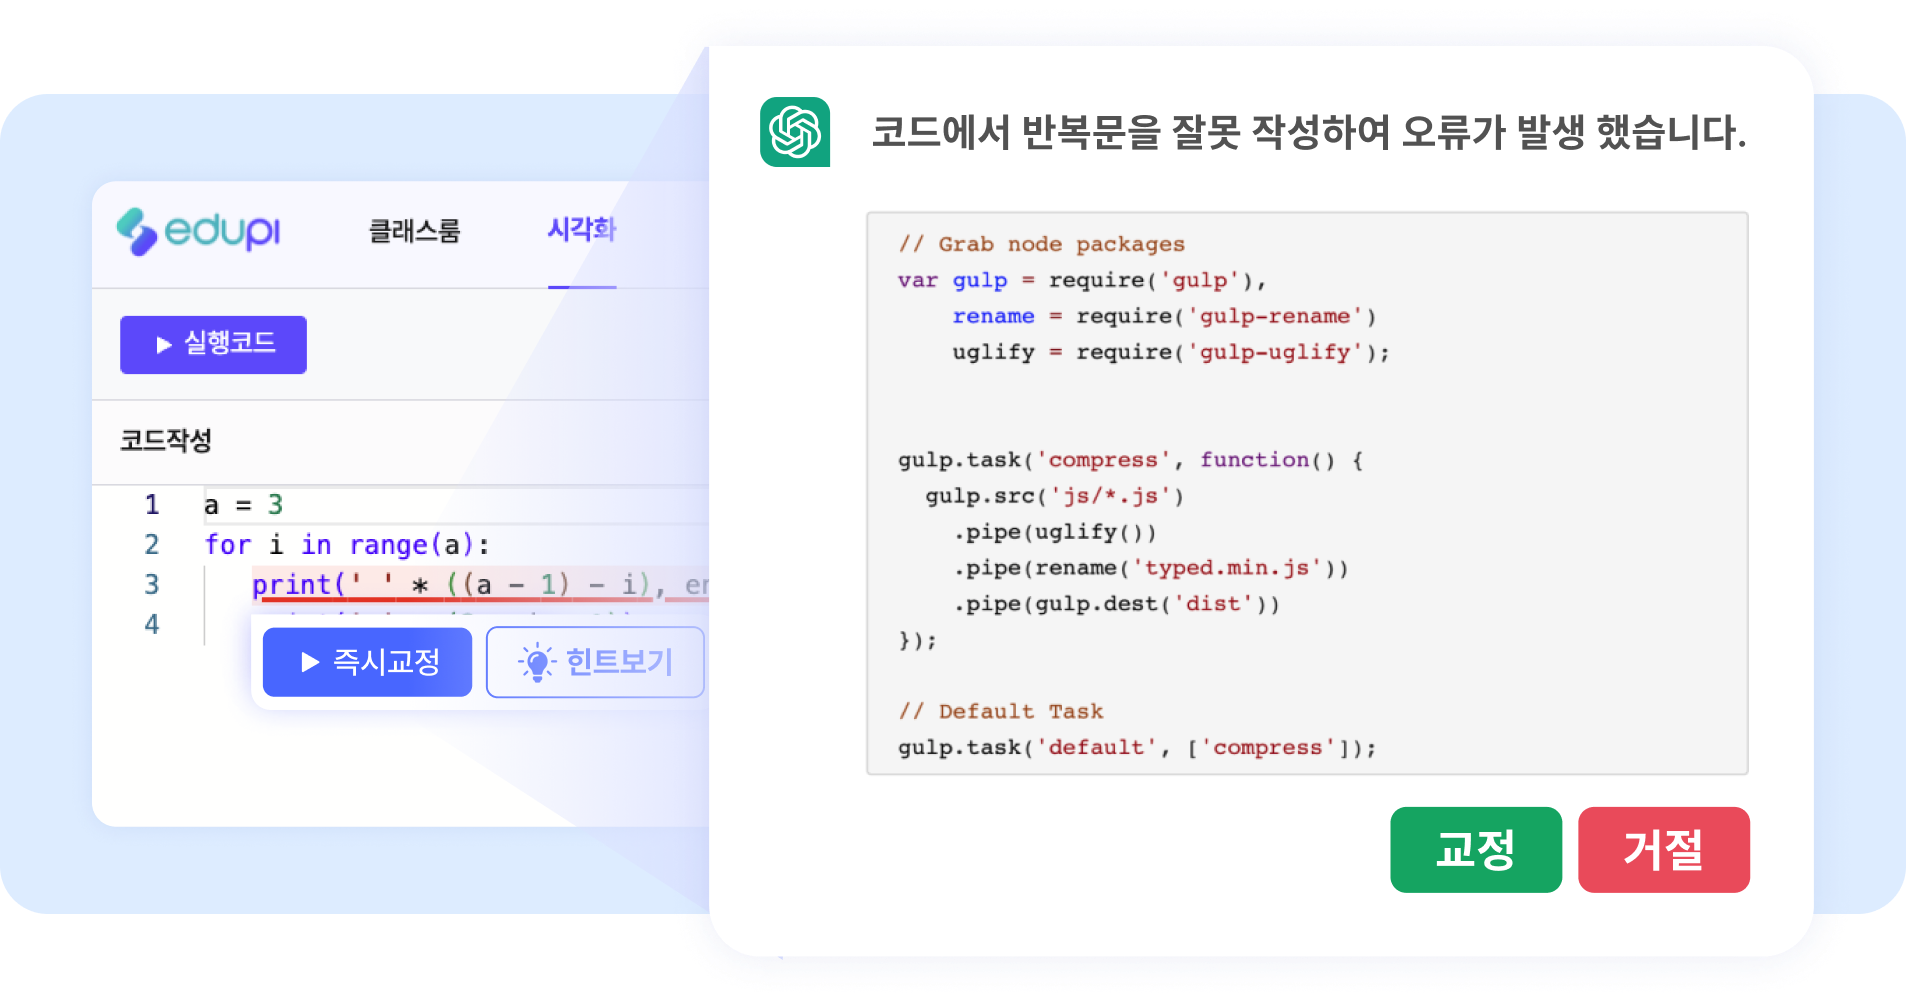 edupi
클래스룸
시각화
▶ 실행코드
코드작성
1 a = 3
2 for i in range(a):
3 print(' ' * ((a - 1) - i),
4
▶ 즉시교정
힌트보기
코드에서 반복문을 잘못 작성하여 오류가 발생 했습니다.
// Grab node packages
var gulp = require('gulp'),
rename = require('gulp-rename')
uglify = require('gulp-uglify');
gulp.task('compress', function() {
gulp.src('js/*.js')
.pipe(uglify())
.pipe(rename('typed.min.js'))
.pipe(gulp.dest('dist'))
});
// Default Task
gulp.task('default', ['compress']);
교정
거절